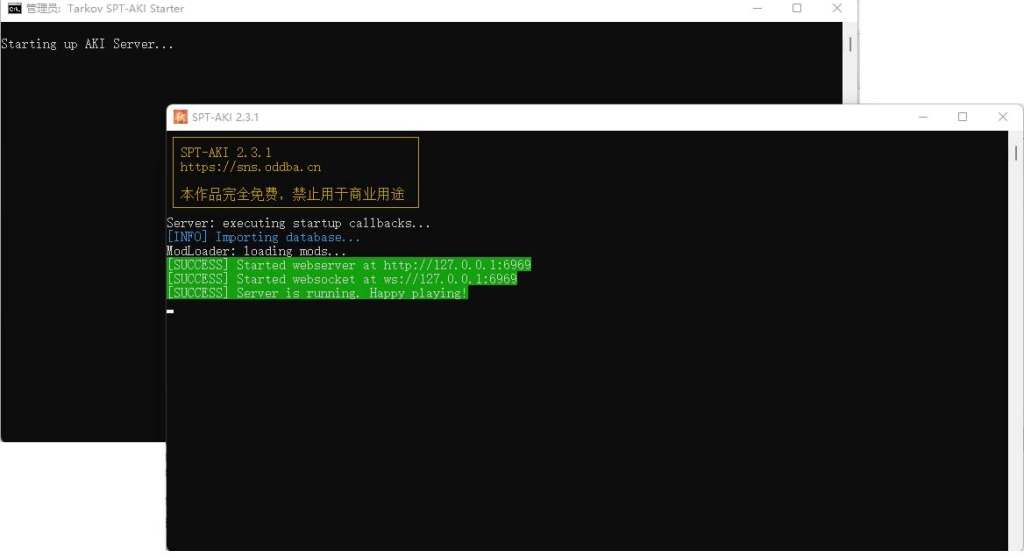 管理员: Tarkov SPT-AKI Starter
Starting up AKI Server...
SPT-AKI 2.3.1
SPT-AKI 2.3.1
https://sns.oddba.cn
本作品完全免费，禁止用于商业用途
Server: executing startup callbacks...
[INFO] Importing database...
ModLoader: loading mods...
[SUCCESS] Started webserver at http://127.0.0.1:6969
[SUCCESS] Started websocket at ws://127.0.0.1:6969
[SUCCESS] Server is running. Happy playing!